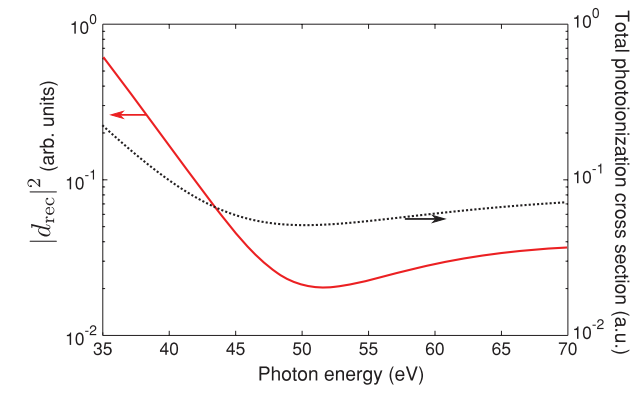 10^0
10^-1
10^-2
|d_rec|^2 (arb. units)
10^0
10^-1
10^-2
Total photoionization cross section (a.u.)
35 40 45 50 55 60 65 70
Photon energy (eV)